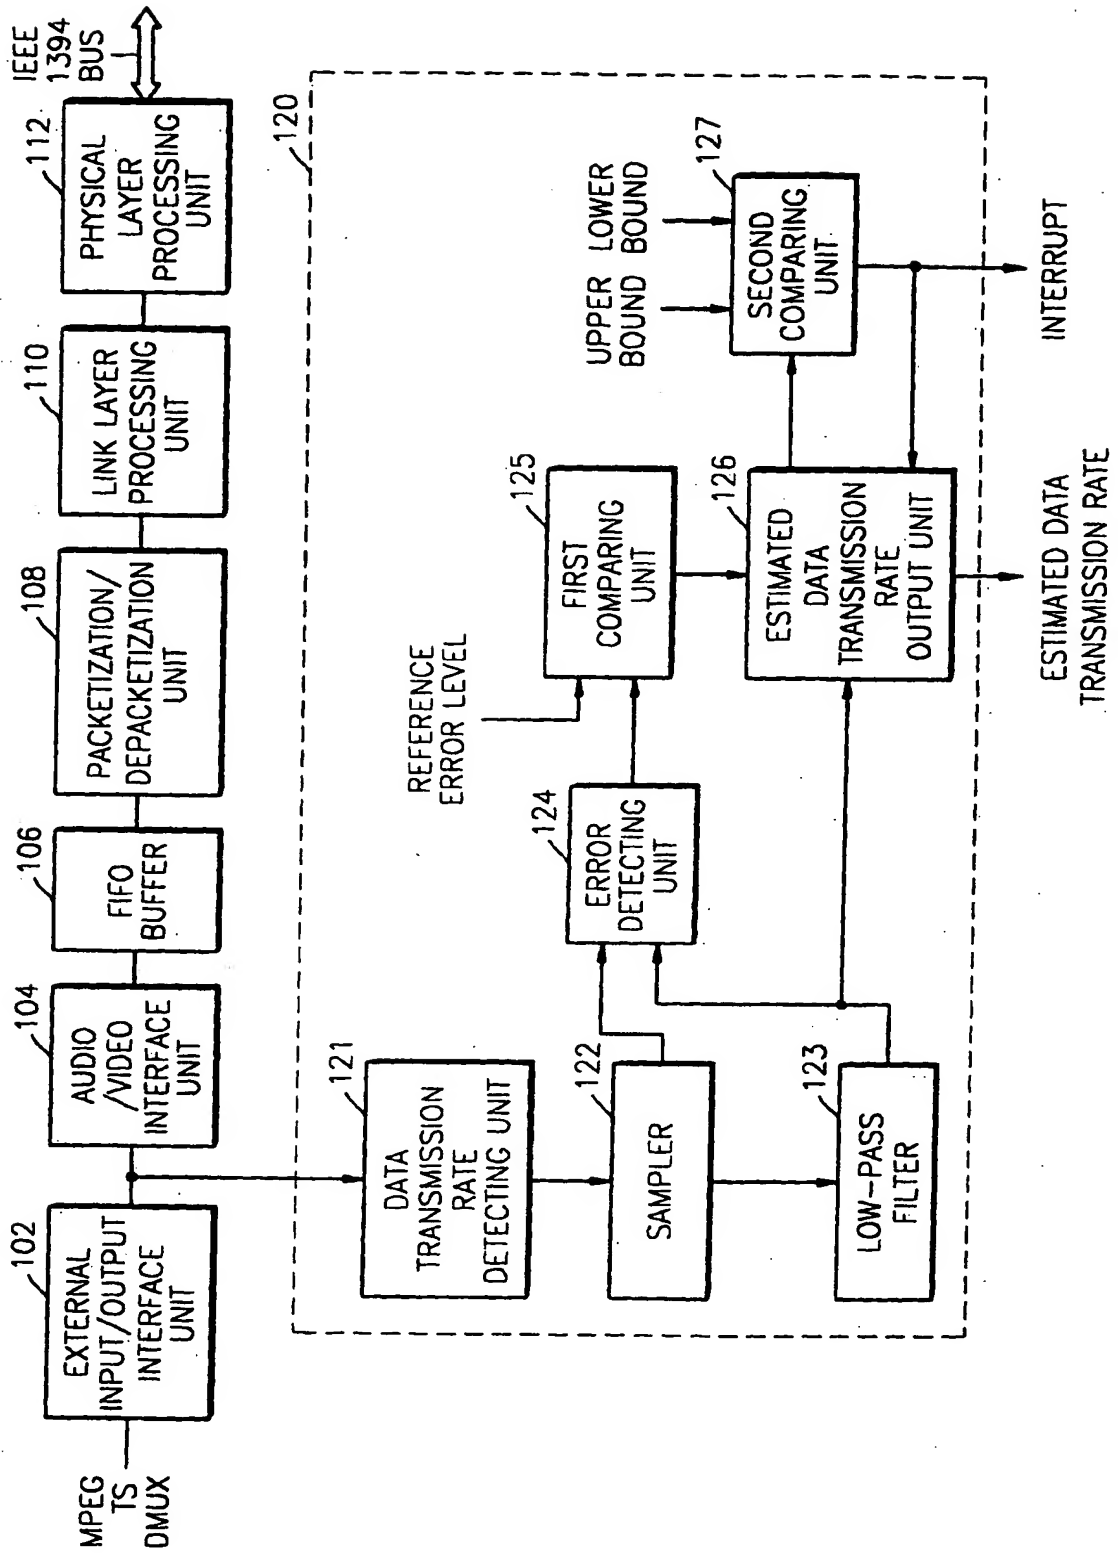 MPEG
TS
DMUX
102
EXTERNAL
INPUT/OUTPUT
INTERFACE
UNIT
104
AUDIO
/VIDEO
INTERFACE
UNIT
106
FIFO
BUFFER
108
PACKETIZATION/
DEPACKETIZATION
UNIT
110
LINK LAYER
PROCESSING
UNIT
112
PHYSICAL
LAYER
PROCESSING
UNIT
IEEE
1394
BUS
120
121
DATA
TRANSMISSION
RATE
DETECTING UNIT
122
SAMPLER
123
LOW-PASS
FILTER
124
ERROR
DETECTING
UNIT
REFERENCE
ERROR LEVEL
125
FIRST
COMPARING
UNIT
126
ESTIMATED
DATA
TRANSMISSION
RATE
OUTPUT UNIT
UPPER
BOUND
LOWER
BOUND
127
SECOND
COMPARING
UNIT
ESTIMATED DATA
TRANSMISSION RATE
INTERRUPT